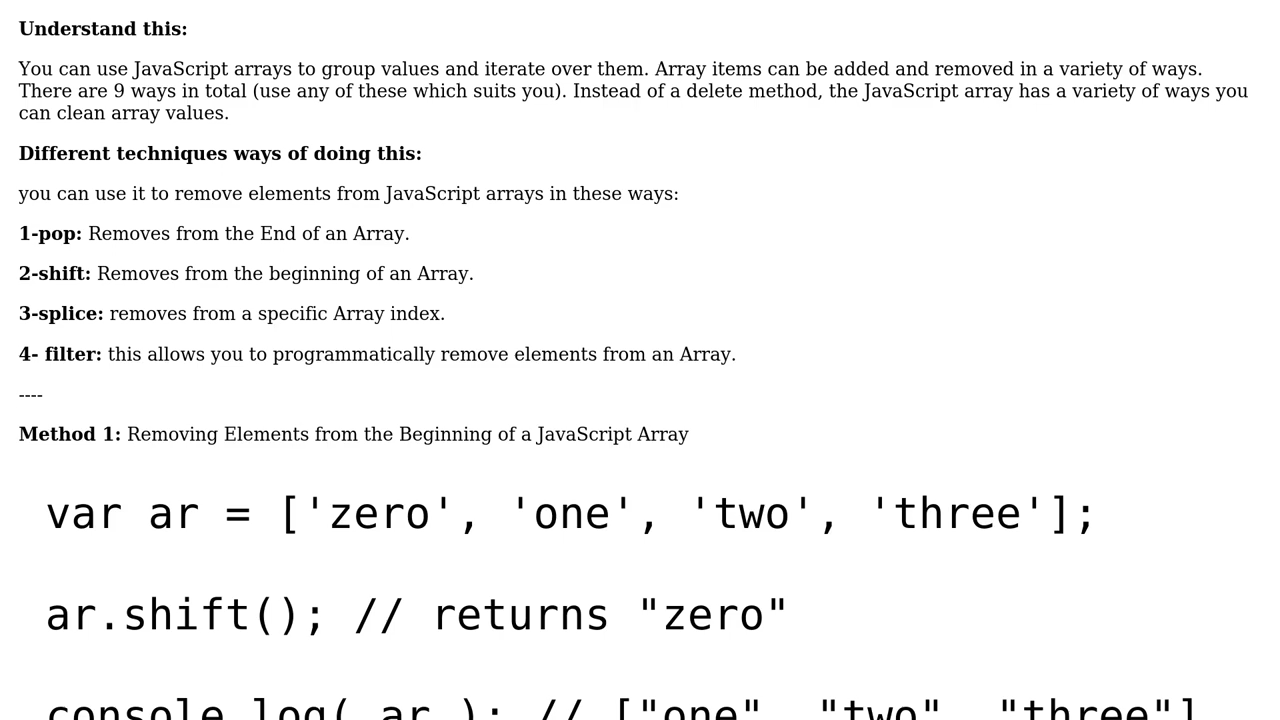 Understand this:
You can use JavaScript arrays to group values and iterate over them. Array items can be added and removed in a variety of ways.
There are 9 ways in total (use any of these which suits you). Instead of a delete method, the JavaScript array has a variety of ways you
can clean array values.
Different techniques ways of doing this:
you can use it to remove elements from JavaScript arrays in these ways:
1-pop: Removes from the End of an Array.
2-shift: Removes from the beginning of an Array.
3-splice: removes from a specific Array index.
4- filter: this allows you to programmatically remove elements from an Array.
----
Method 1: Removing Elements from the Beginning of a JavaScript Array
var ar = ['zero', 'one', 'two', 'three'];
ar.shift(); // returns "zero"
console.log( ar ); // ["one", "two", "three"]